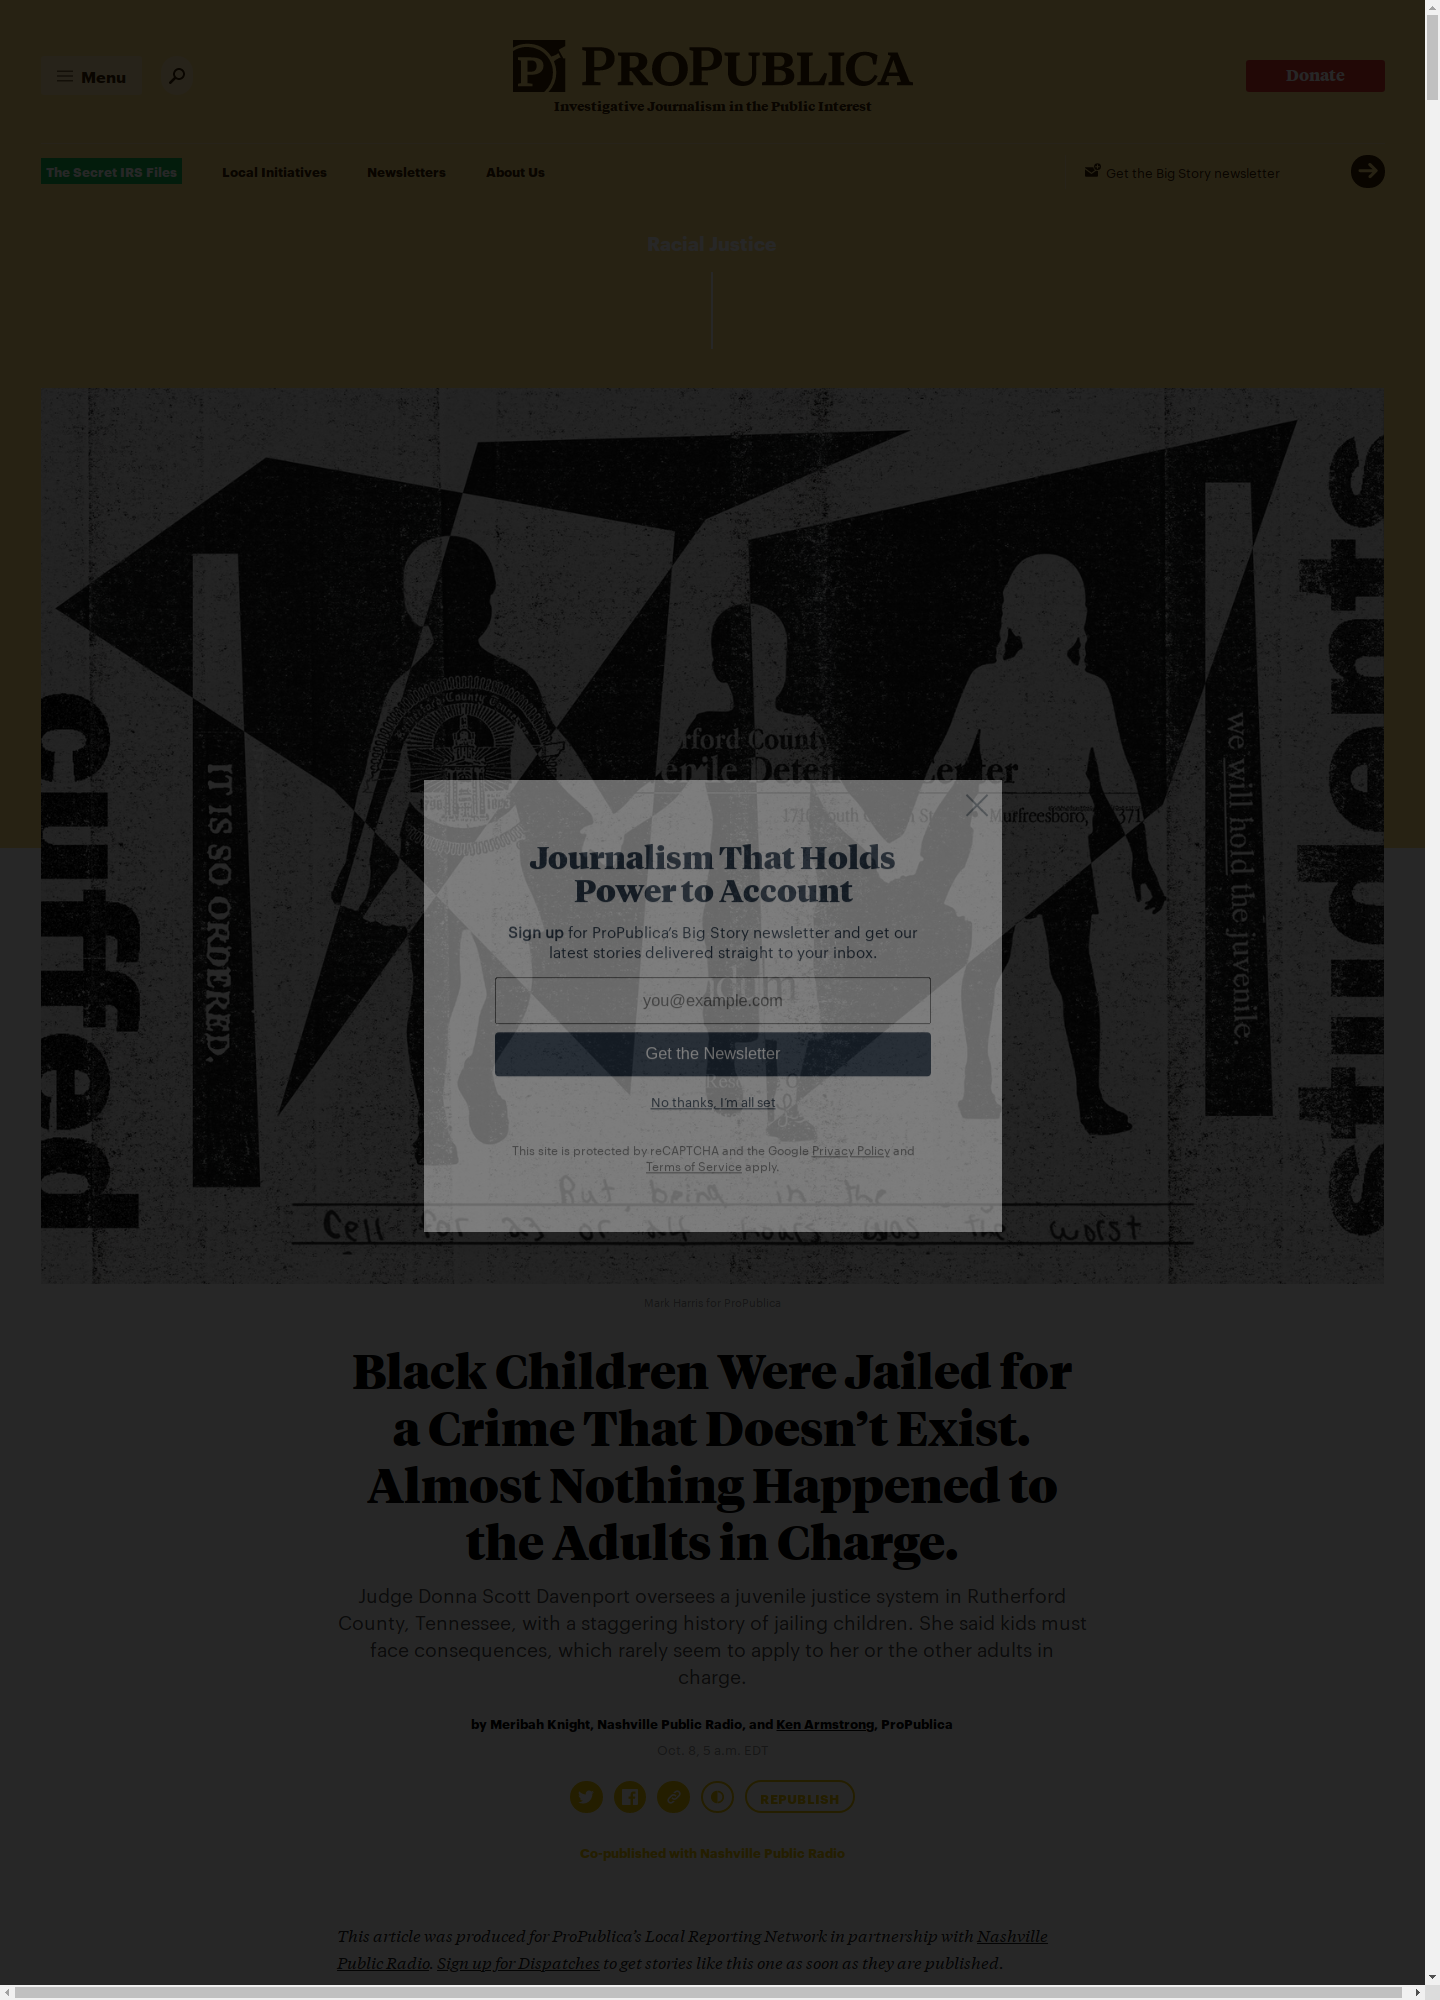 Menu
PROPUBLICA
Investigative Journalism in the Public Interest
Donate
The Secret IRS Files
Local Initiatives
Newsletters
About Us
Get the Big Story newsletter
Racial Justice
cuffed
IT IS SO ORDERED.
Rutherford County
1798
1803
rford County
enile Deten Center
1710 South Church St Murfreesboro, 371
we will hold the juvenile.
students
Journalism That Holds
Power to Account
Sign up for ProPublica’s Big Story newsletter and get our
latest stories delivered straight to your inbox.
you@example.com
Get the Newsletter
No thanks, I’m all set
This site is protected by reCAPTCHA and the Google Privacy Policy and
Terms of Service apply.
But being in the
Cell for 23 or 24 hours was the worst
Mark Harris for ProPublica
Black Children Were Jailed for
a Crime That Doesn’t Exist.
Almost Nothing Happened to
the Adults in Charge.
Judge Donna Scott Davenport oversees a juvenile justice system in Rutherford
County, Tennessee, with a staggering history of jailing children. She said kids must
face consequences, which rarely seem to apply to her or the other adults in
charge.
by Meribah Knight, Nashville Public Radio, and Ken Armstrong, ProPublica
Oct. 8, 5 a.m. EDT
REPUBLISH
Co-published with Nashville Public Radio
This article was produced for ProPublica’s Local Reporting Network in partnership with Nashville
Public Radio. Sign up for Dispatches to get stories like this one as soon as they are published.